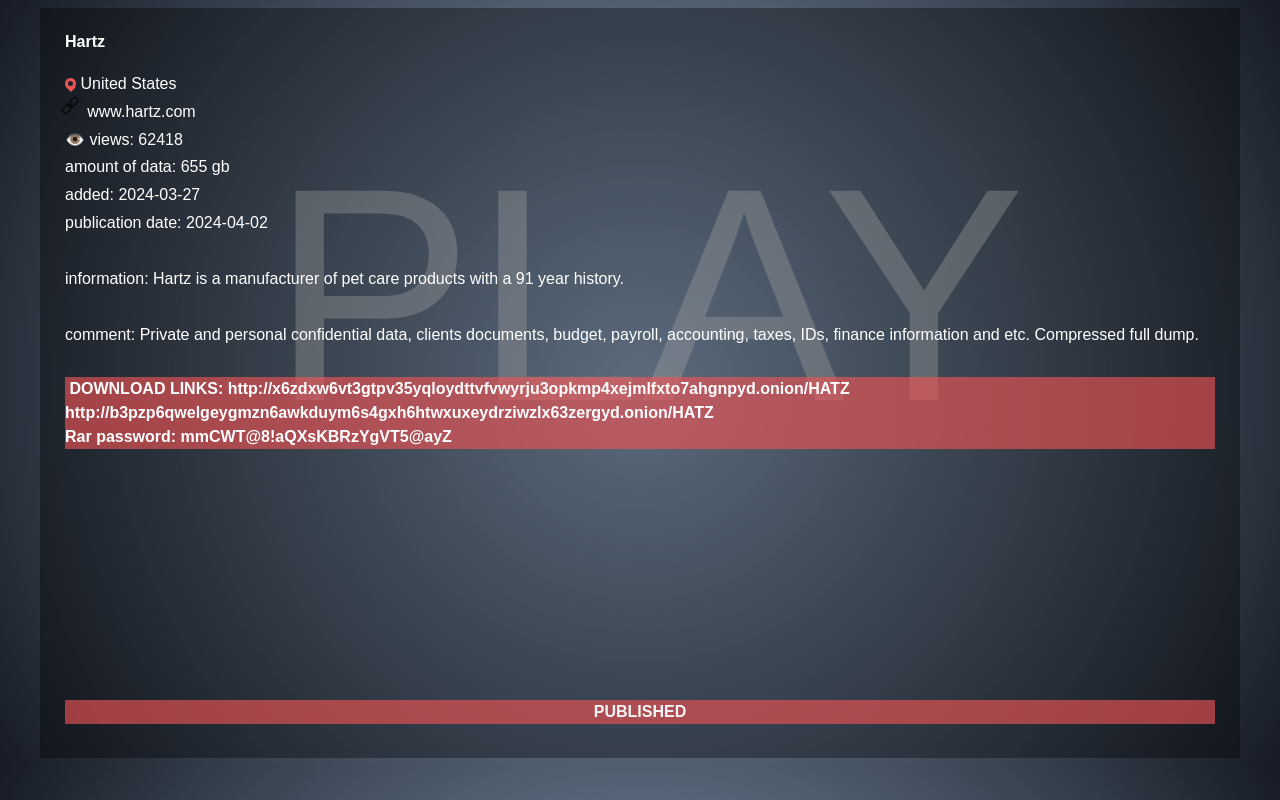 PLAY
Hartz
United States
www.hartz.com
views: 62418
amount of data: 655 gb
added: 2024-03-27
publication date: 2024-04-02
information: Hartz is a manufacturer of pet care products with a 91 year history.
comment: Private and personal confidential data, clients documents, budget, payroll, accounting, taxes, IDs, finance information and etc. Compressed full dump.
DOWNLOAD LINKS: http://x6zdxw6vt3gtpv35yqloydttvfvwyrju3opkmp4xejmlfxto7ahgnpyd.onion/HATZ
http://b3pzp6qwelgeygmzn6awkduym6s4gxh6htwxuxeydrziwzlx63zergyd.onion/HATZ
Rar password: mmCWT@8!aQXsKBRzYgVT5@ayZ
PUBLISHED